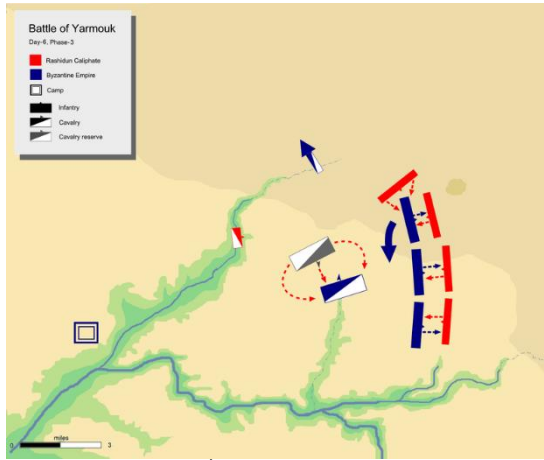 Battle of Yarmouk
Day-6, Phase-3
Rashidun Caliphate
Byzantine Empire
Camp
Infantry
Cavalry
Cavalry reserve
miles
0 3